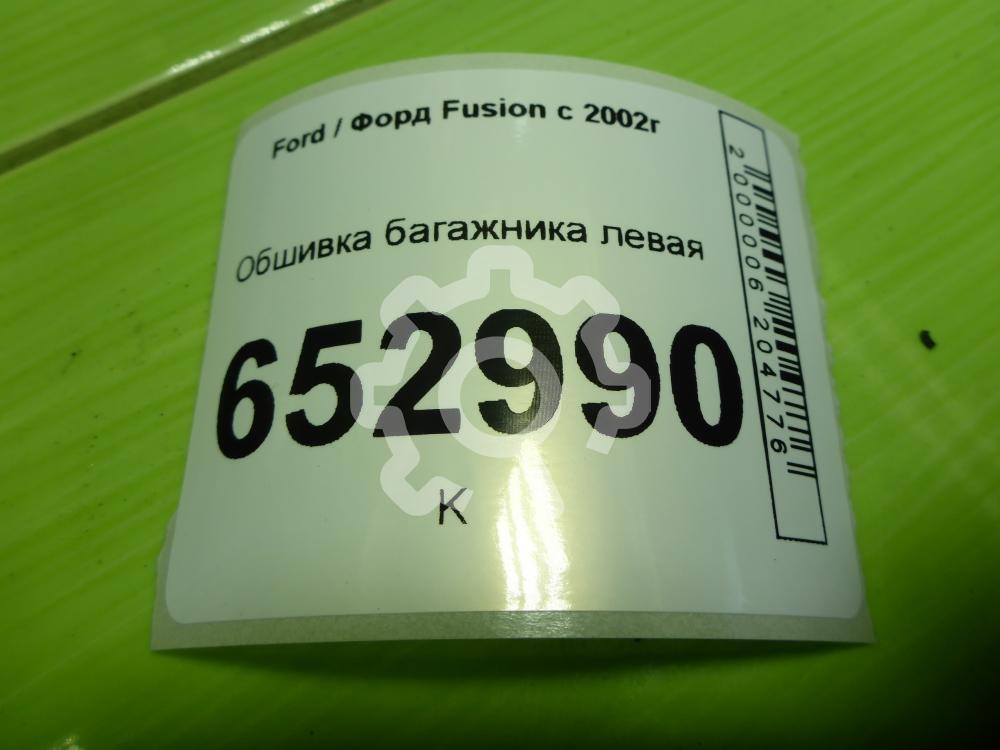 Ford / Форд Fusion с 2002г
Обшивка багажника левая
652990
К
2000006204776